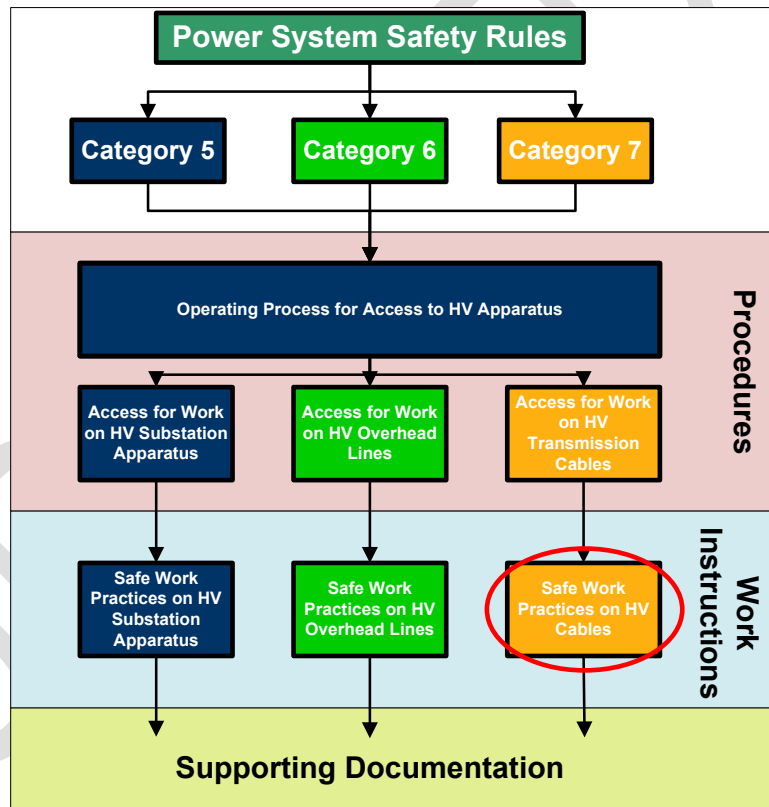 Power System Safety Rules
Category 5
Category 6
Category 7
Procedures
Operating Process for Access to HV Apparatus
Access for Work
on HV Substation
Apparatus
Access for Work
on HV Overhead
Lines
Access for Work
on HV
Transmission
Cables
Work
Instructions
Safe Work
Practices on HV
Substation
Apparatus
Safe Work
Practices on HV
Overhead Lines
Safe Work
Practices on HV
Cables
Supporting Documentation